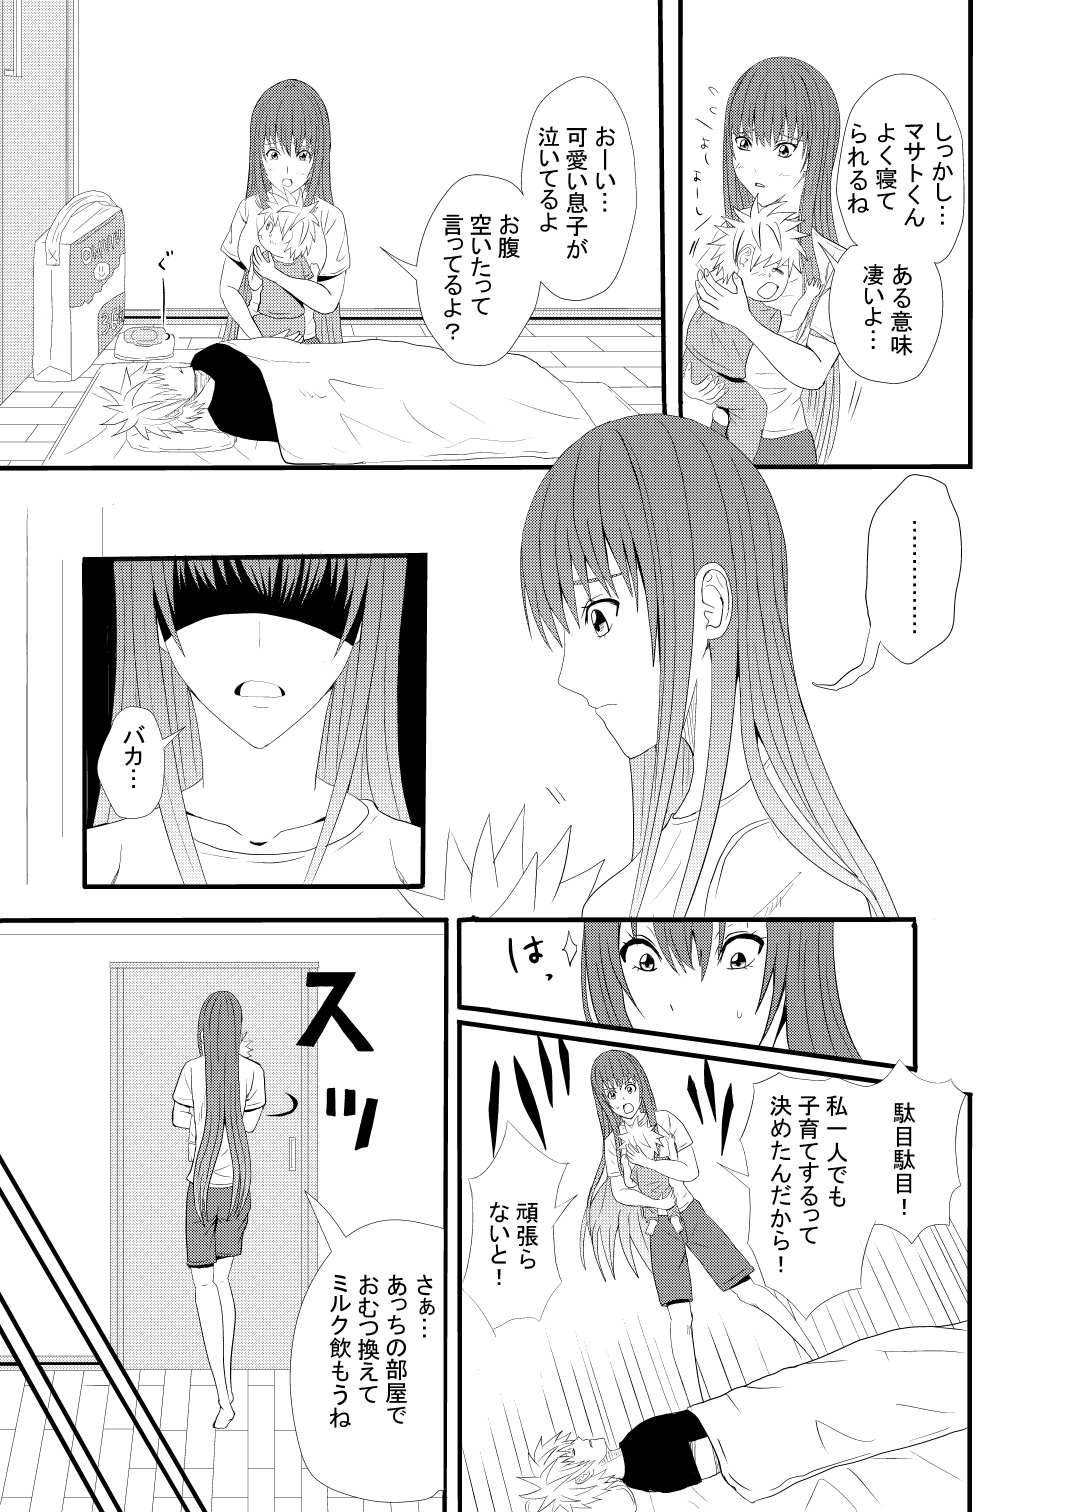 しっかし…
マサトくん
よく寝て
られるね
ある意味
凄いよ…
よしよし
よしよし
おーい…
可愛い息子が
泣いてるよ
お腹
空いたって
言ってるよ？
ぐ
…………
バカ…
はっ
駄目駄目！
私一人でも
子育てするって
決めたんだから！
頑張ら
ないと！
スッ
さぁ…
あっちの部屋で
おむつ換えて
ミルク飲もうね